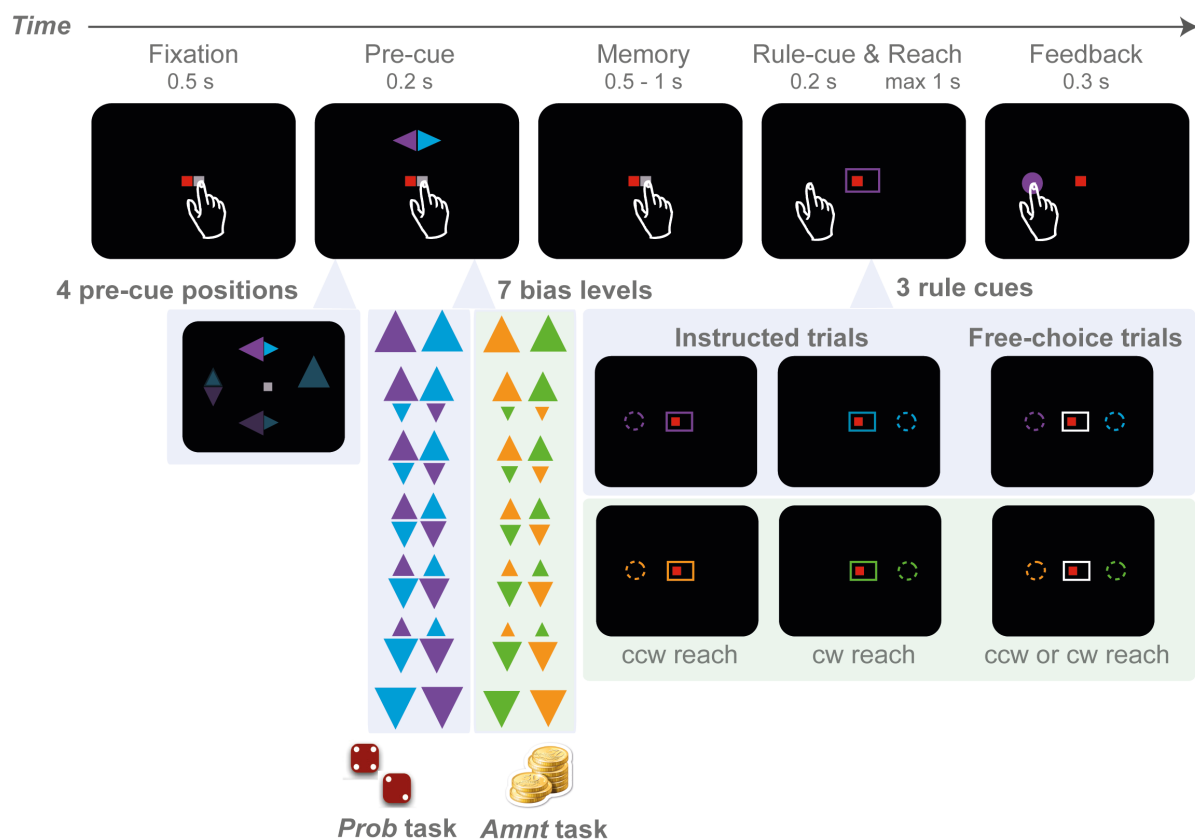 Time
Fixation
0.5 s
Pre-cue
0.2 s
Memory
0.5 - 1 s
Rule-cue & Reach
0.2 s max 1 s
Feedback
0.3 s
4 pre-cue positions
7 bias levels
3 rule cues
Instructed trials
Free-choice trials
ccw reach
cw reach
ccw or cw reach
Prob task
Amnt task